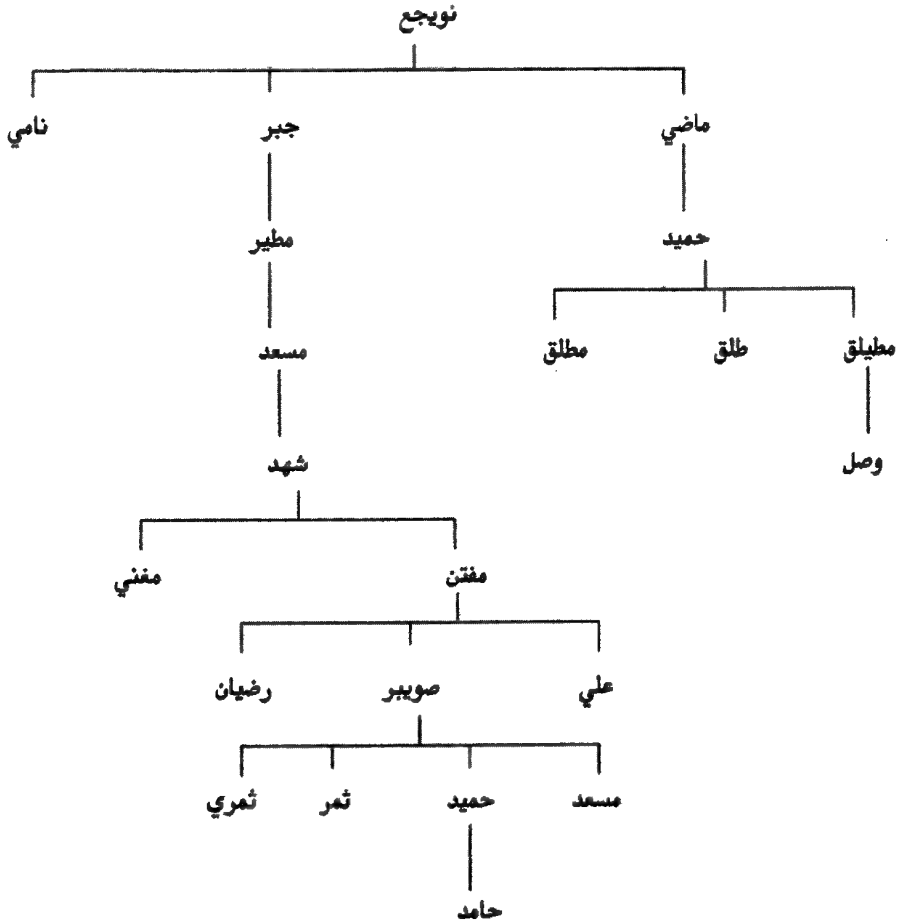 نويجع
ماضي جبر نامي
حميد مطير
مطيلق طلق مطلق مسعد
وصل شهد
مفتن مغني
علي صويبر رضيان
مسعد حميد ثمر ثمري
حامد